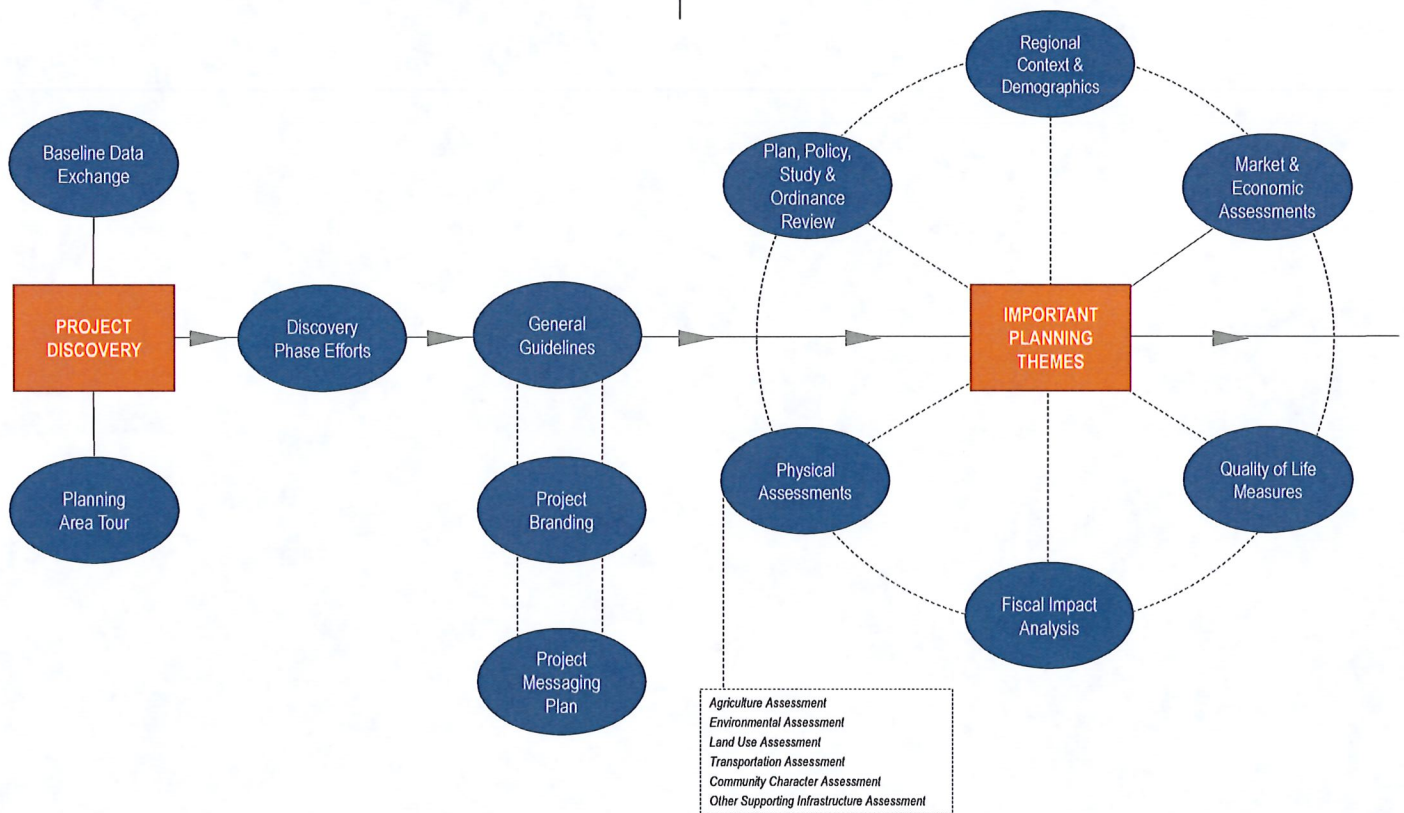 Baseline Data
Exchange
PROJECT
DISCOVERY
Planning
Area Tour
Discovery
Phase Efforts
General
Guidelines
Project
Branding
Project
Messaging
Plan
Regional
Context &
Demographics
Plan, Policy,
Study &
Ordinance
Review
Market &
Economic
Assessments
IMPORTANT
PLANNING
THEMES
Physical
Assessments
Quality of Life
Measures
Fiscal Impact
Analysis
Agriculture Assessment
Environmental Assessment
Land Use Assessment
Transportation Assessment
Community Character Assessment
Other Supporting Infrastructure Assessment